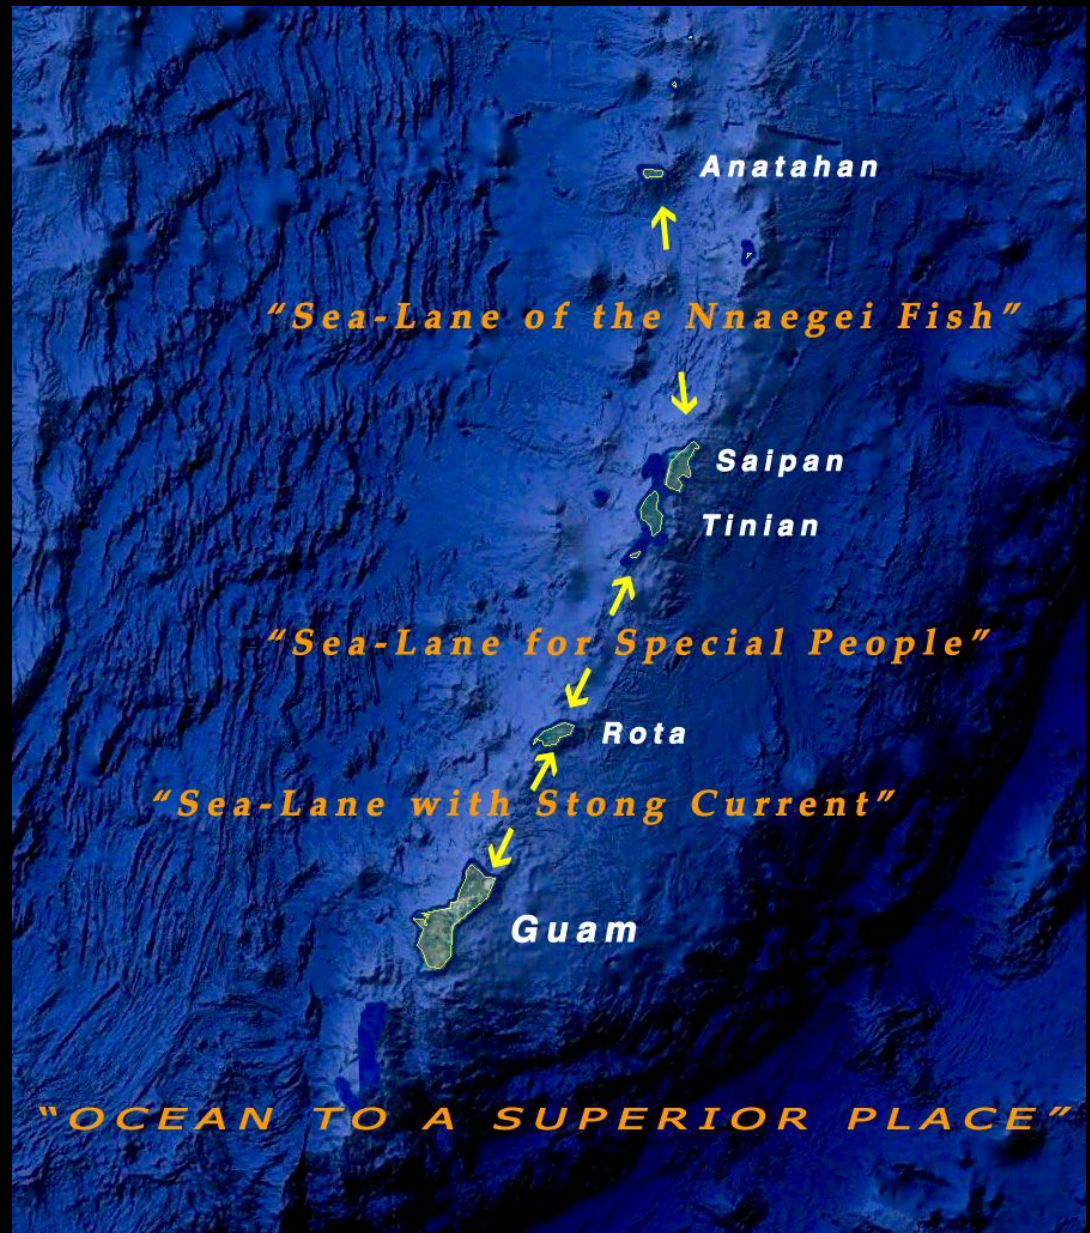 Anatahan
“Sea-Lane of the Nnaegei Fish”
Saipan
Tinian
“Sea-Lane for Special People”
Rota
“Sea-Lane with Stong Current”
Guam
“OCEAN TO A SUPERIOR PLACE”